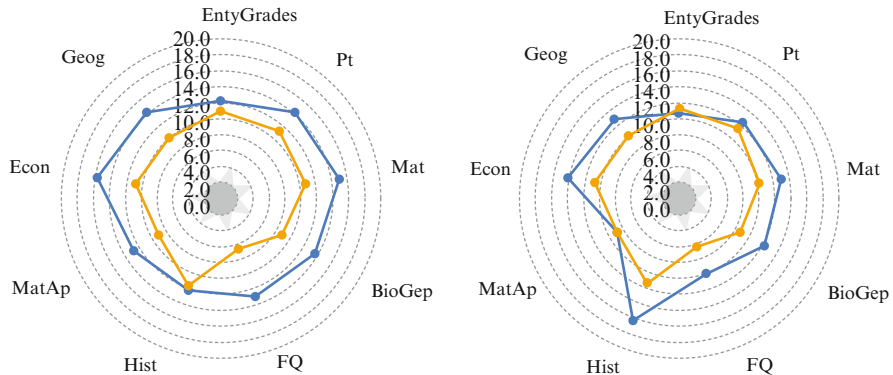 EntyGrades
Pt
Mat
BioGep
FQ
Hist
MatAp
Econ
Geog
20.0
18.0
16.0
14.0
12.0
10.0
8.0
6.0
4.0
2.0
0.0
EntyGrades
Pt
Mat
BioGep
FQ
Hist
MatAp
Econ
Geog
20.0
18.0
16.0
14.0
12.0
10.0
8.0
6.0
4.0
2.0
0.0